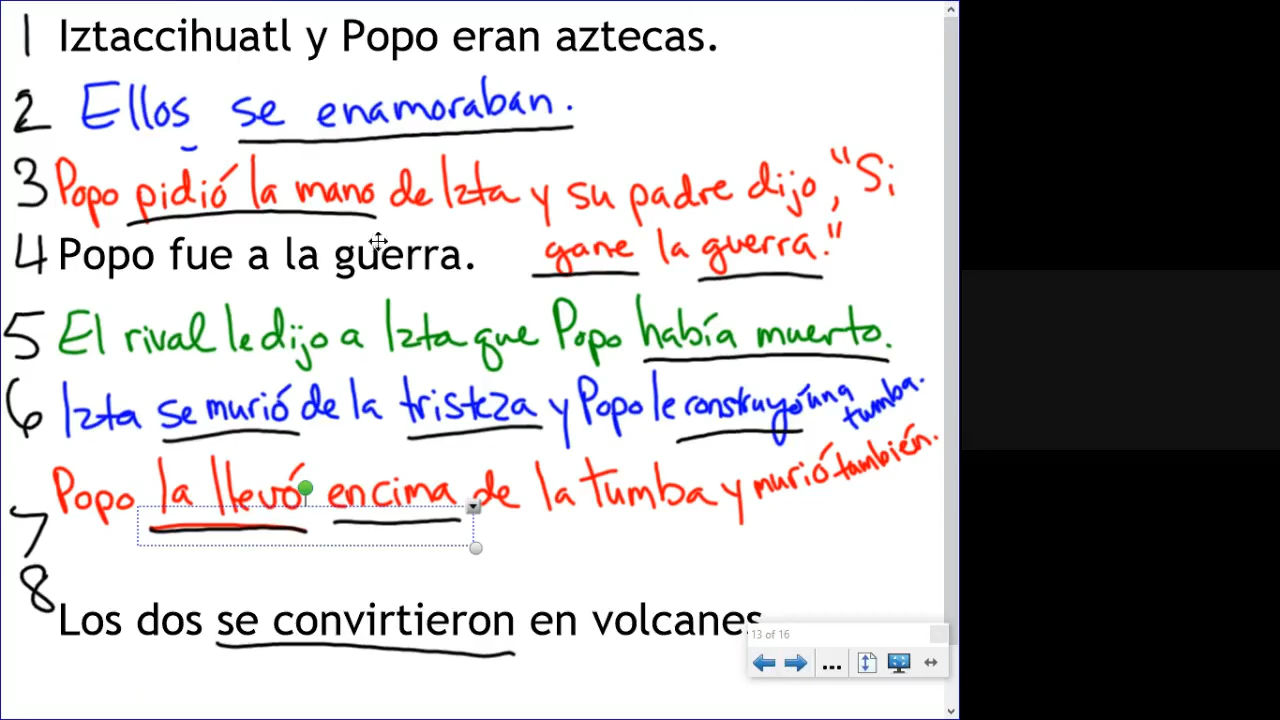 1 Iztaccihuatl y Popo eran aztecas.
2 Ellos se enamoraban.
3 Popo pidió la mano de Izta y su padre dijo, "Si
gane la guerra."
4 Popo fue a la guerra.
5 El rival le dijo a Izta que Popo había muerto.
6 Izta se murió de la tristeza y Popo le construyó una
tumba.
7 Popo la llevó encima de la tumba y murió también.
8 Los dos se convirtieron en volcanes.
13 of 16
...